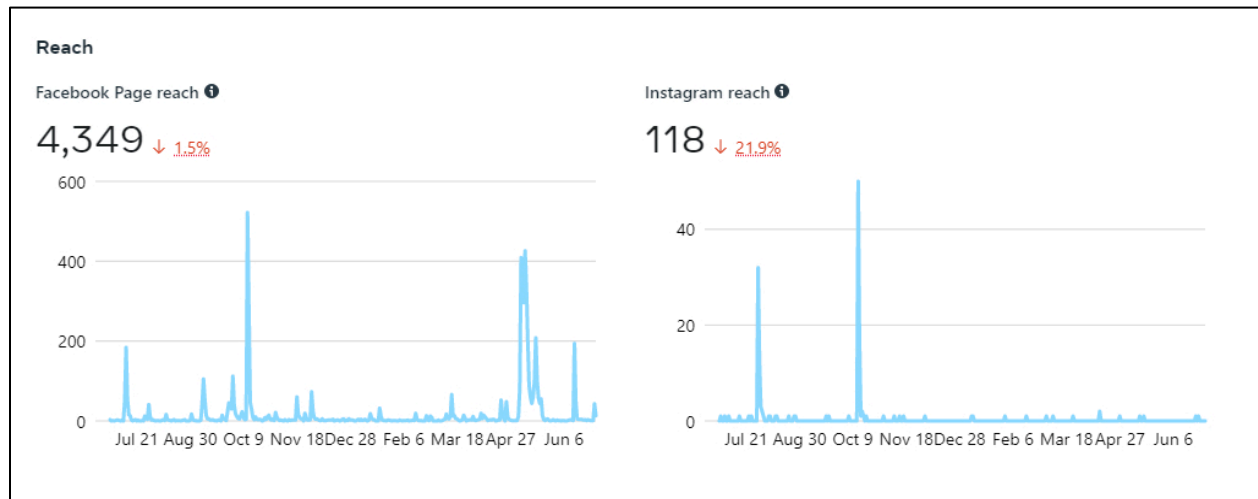 Reach
Facebook Page reach
4,349 ↓ 1.5%
600
400
200
0
Jul 21 Aug 30 Oct 9 Nov 18 Dec 28 Feb 6 Mar 18 Apr 27 Jun 6
Instagram reach
118 ↓ 21.9%
40
20
0
Jul 21 Aug 30 Oct 9 Nov 18 Dec 28 Feb 6 Mar 18 Apr 27 Jun 6